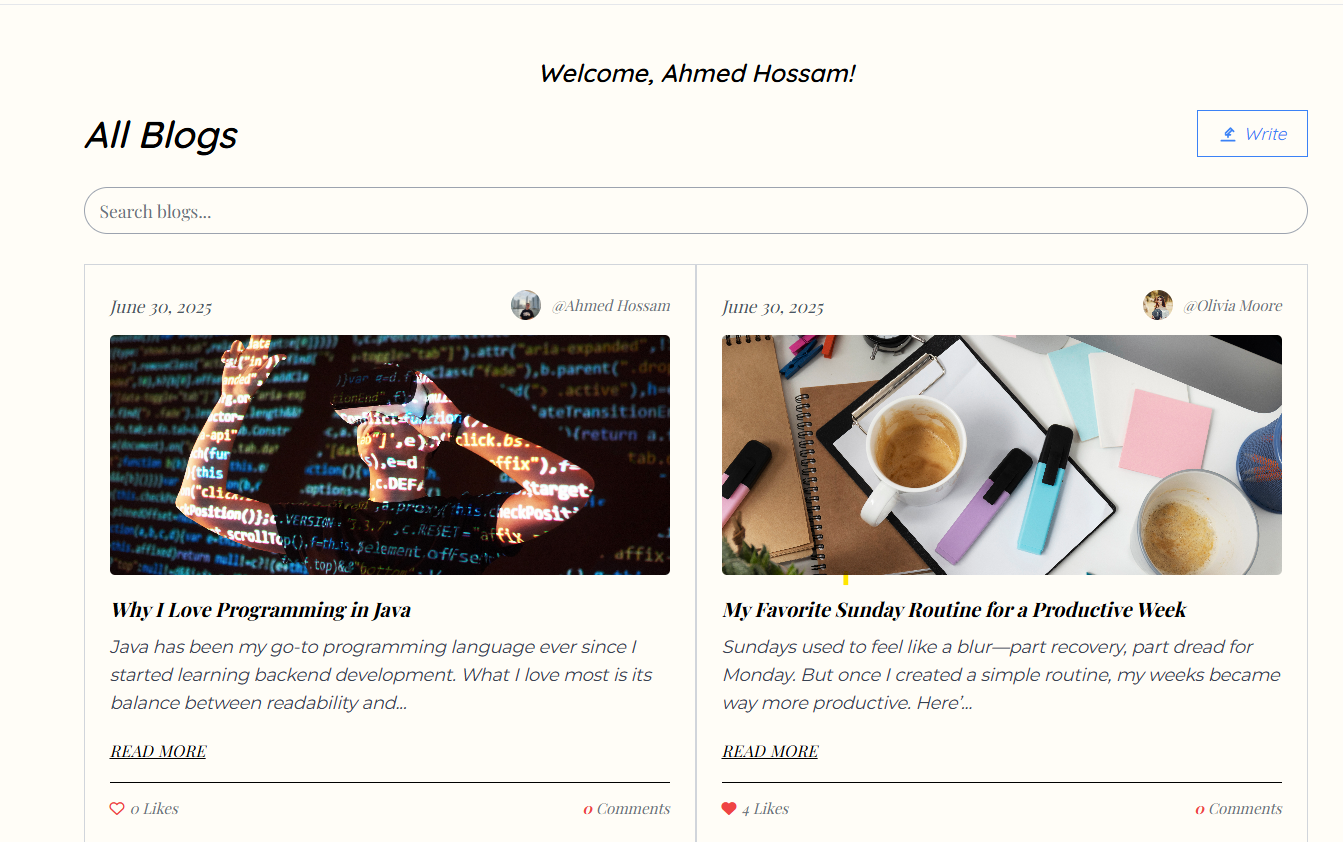 Welcome, Ahmed Hossam!
All Blogs
Write
Search blogs...
June 30, 2025
@Ahmed Hossam
Why I Love Programming in Java
Java has been my go-to programming language ever since I
started learning backend development. What I love most is its
balance between readability and...
READ MORE
0 Likes
0 Comments
June 30, 2025
@Olivia Moore
My Favorite Sunday Routine for a Productive Week
Sundays used to feel like a blur—part recovery, part dread for
Monday. But once I created a simple routine, my weeks became
way more productive. Here’...
READ MORE
4 Likes
0 Comments